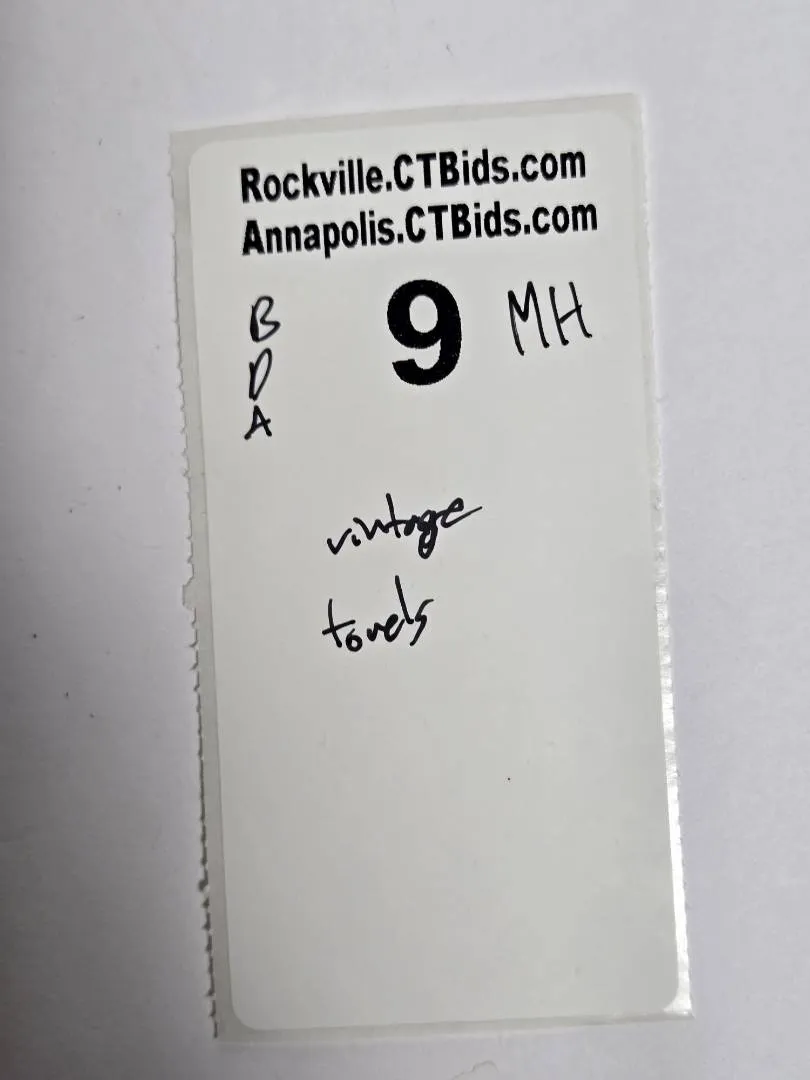 Rockville.CTBids.com
Annapolis.CTBids.com
B 9 MH
D
A
vintage
towels